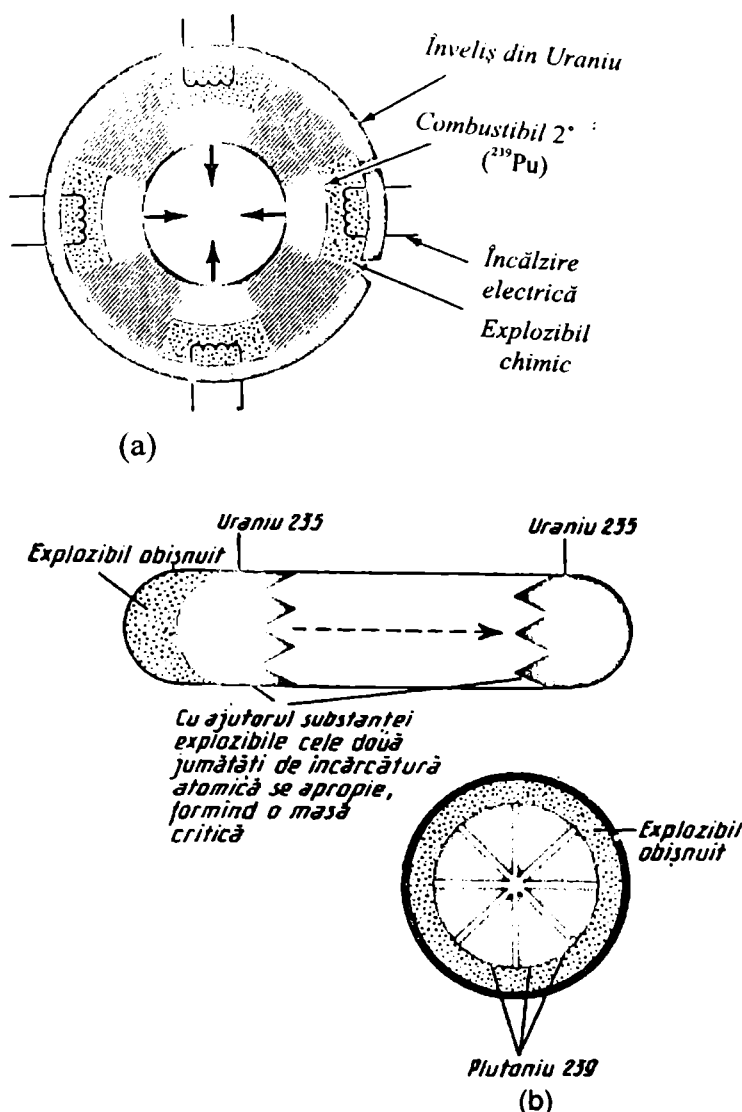 Înveliș din Uraniu
Combustibil 2°
(²³⁹Pu)
Încălzire
electrică
Explozibil
chimic
(a)
Uraniu 235
Uraniu 235
Explozibil obișnuit
Cu ajutorul substanței
explozibile cele două
jumătăți de încărcătură
atomică se apropie,
formînd o masă
critică
Explozibil
obișnuit
Plutoniu 239
(b)